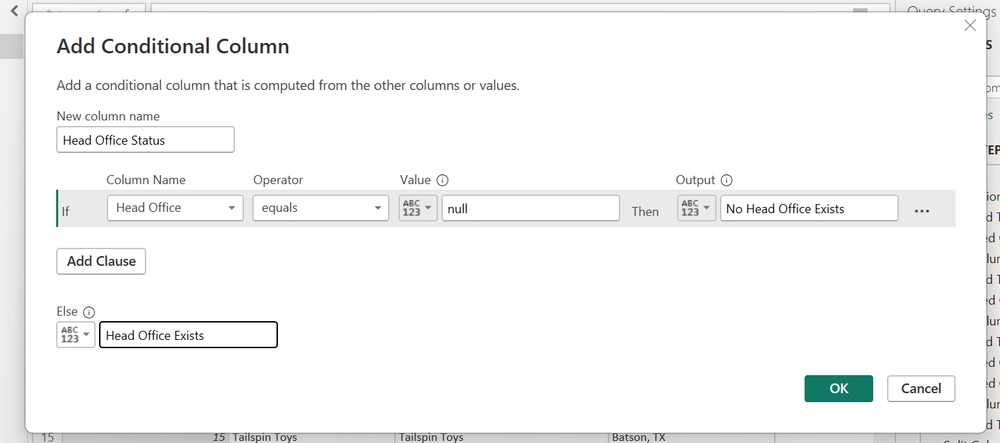 Query Settings
Add Conditional Column
Add a conditional column that is computed from the other columns or values.
New column name
Head Office Status
Column Name Operator Value Output
If Head Office equals ABC 123 null Then ABC 123 No Head Office Exists ...
Add Clause
Else
ABC 123 Head Office Exists
OK Cancel
15 15 Tailspin Toys Tailspin Toys Batson, TX